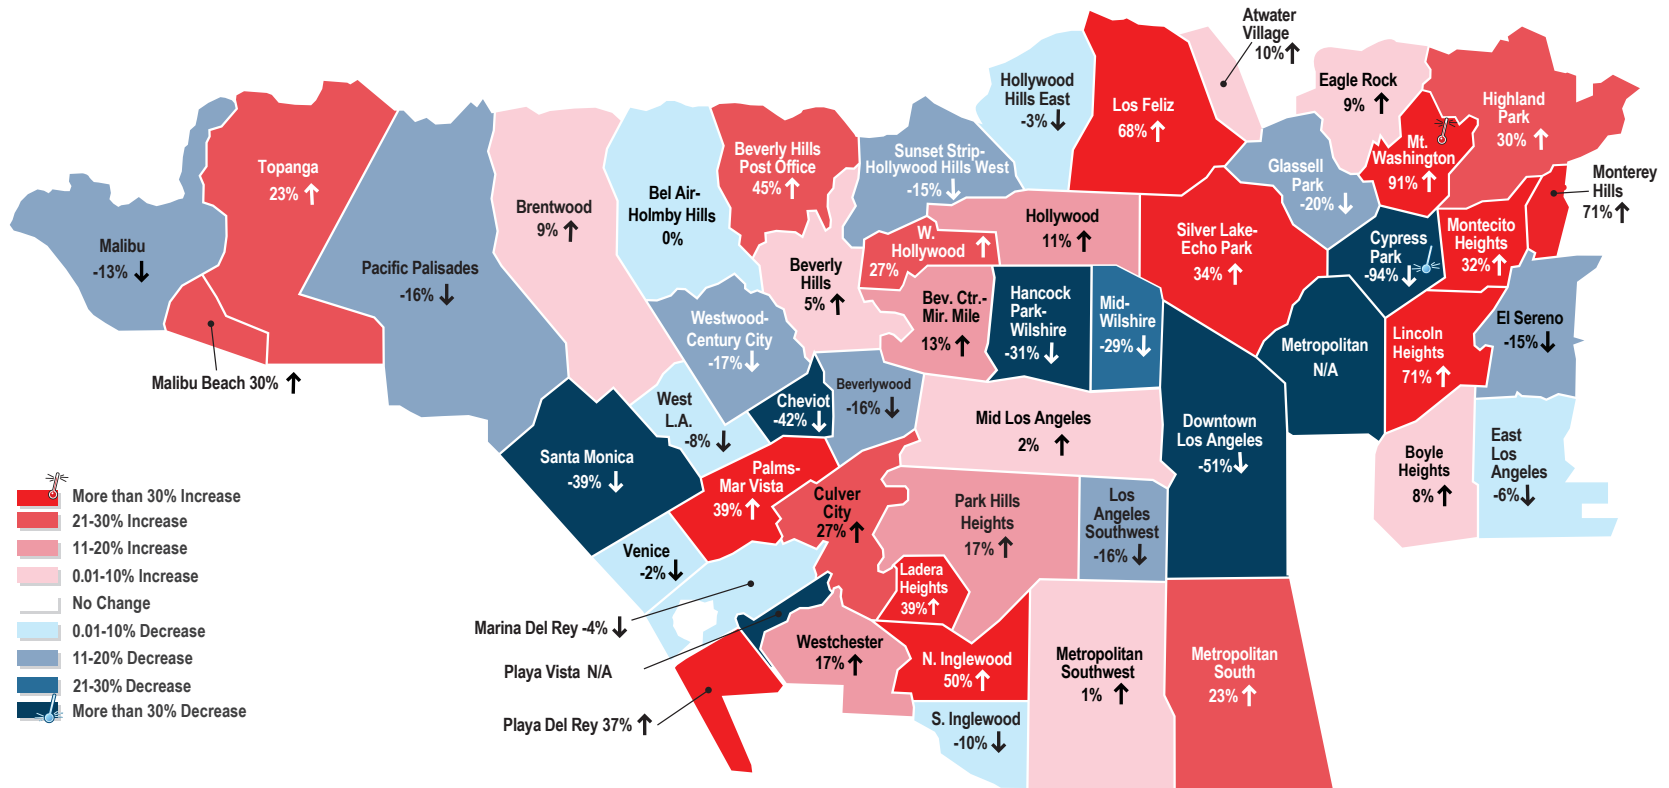 Atwater
Village
10%
Hollywood
Hills East
-3%
Los Feliz
68%
Eagle Rock
9%
Highland
Park
30%
Mt.
Washington
91%
Monterey
Hills
71%
Topanga
23%
Beverly Hills
Post Office
45%
Sunset Strip-
Hollywood Hills West
-15%
Glassell
Park
-20%
Brentwood
9%
Bel Air-
Holmby Hills
0%
Hollywood
11%
W.
Hollywood
27%
Silver Lake-
Echo Park
34%
Cypress
Park
-94%
Montecito
Heights
32%
Malibu
-13%
Pacific Palisades
-16%
Beverly
Hills
5%
Bev. Ctr.-
Mir. Mile
13%
Hancock
Park-
Wilshire
-31%
Mid-
Wilshire
-29%
Westwood-
Century City
-17%
Metropolitan
N/A
Lincoln
Heights
71%
El Sereno
-15%
Malibu Beach 30%
West
L.A.
-8%
Cheviot
-42%
Beverlywood
-16%
Mid Los Angeles
2%
Downtown
Los Angeles
-51%
Boyle
Heights
8%
East
Los
Angeles
-6%
Santa Monica
-39%
Palms-
Mar Vista
39%
Culver
City
27%
Park Hills
Heights
17%
Los
Angeles
Southwest
-16%
Venice
-2%
Ladera
Heights
39%
Marina Del Rey -4%
Playa Vista N/A
Playa Del Rey 37%
Westchester
17%
N. Inglewood
50%
S. Inglewood
-10%
Metropolitan
Southwest
1%
Metropolitan
South
23%
More than 30% Increase
21-30% Increase
11-20% Increase
0.01-10% Increase
No Change
0.01-10% Decrease
11-20% Decrease
21-30% Decrease
More than 30% Decrease